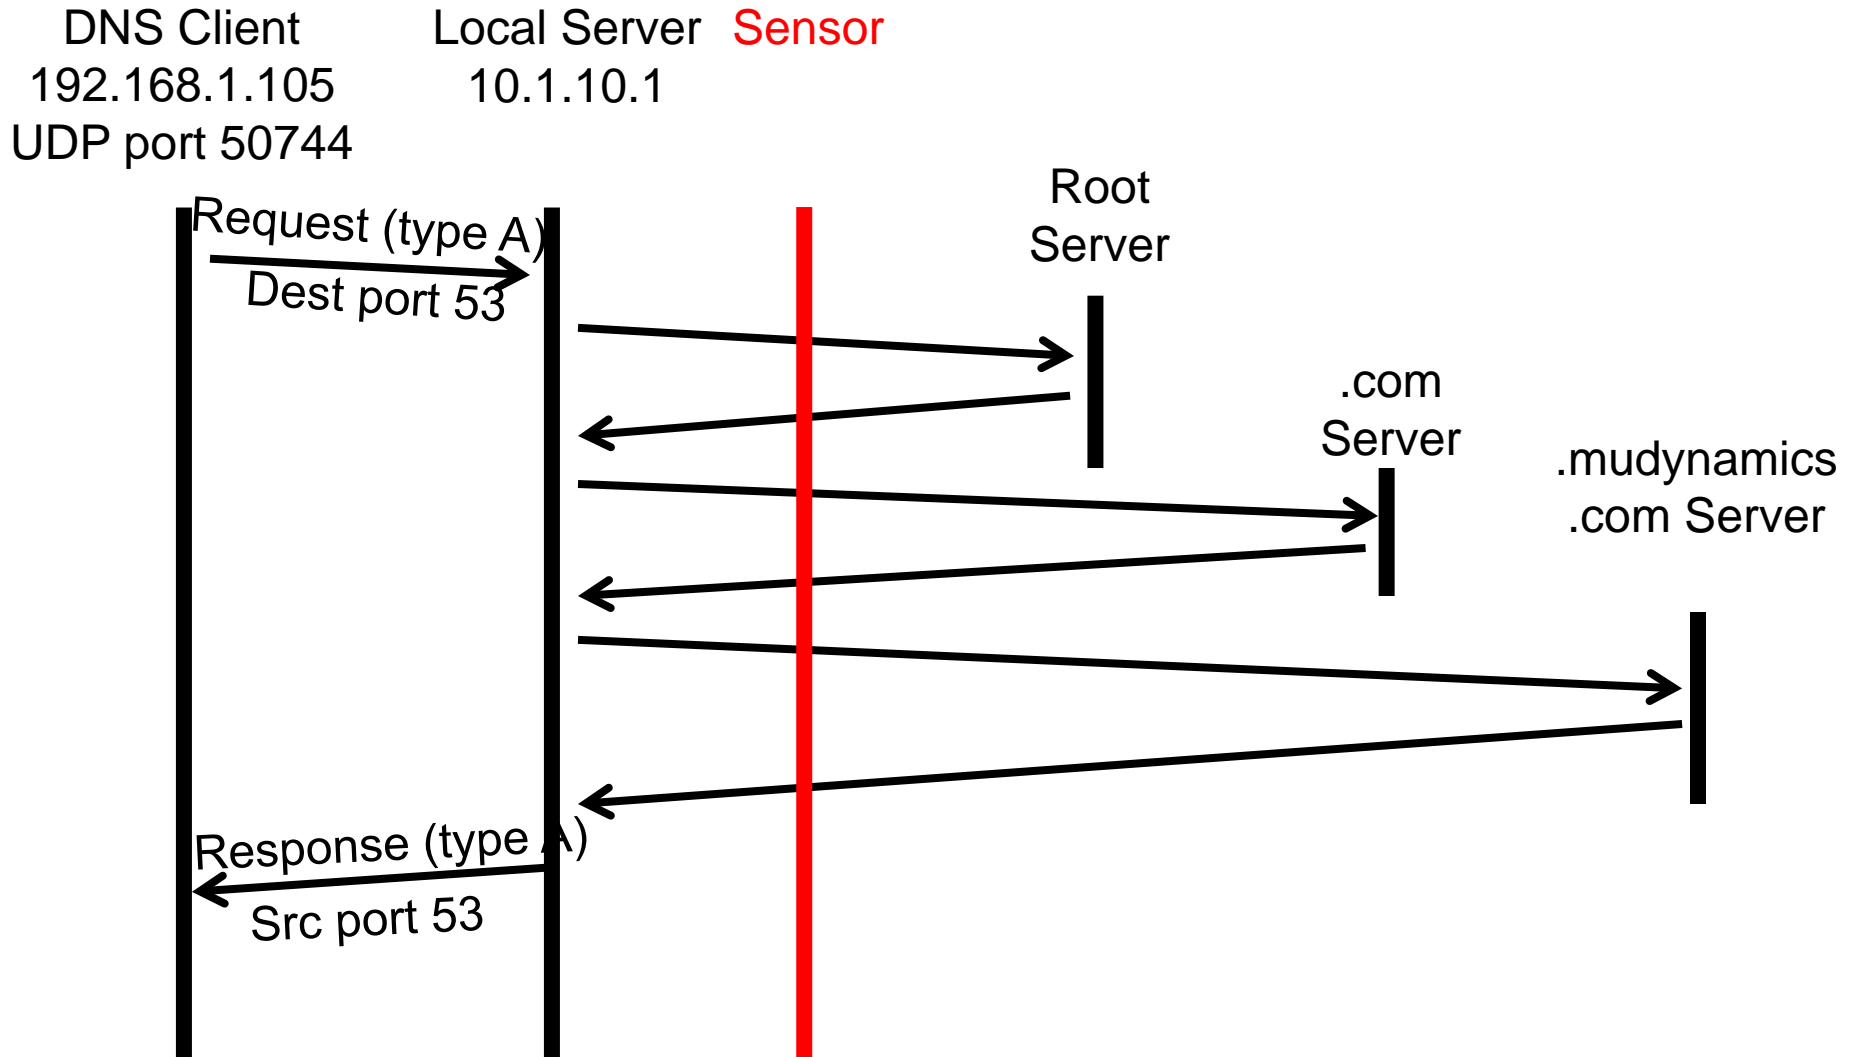 DNS Client
192.168.1.105
UDP port 50744
Local Server
10.1.10.1
Sensor
Root
Server
.com
Server
.mudynamics
.com Server
Request (type A)
Dest port 53
Response (type A)
Src port 53